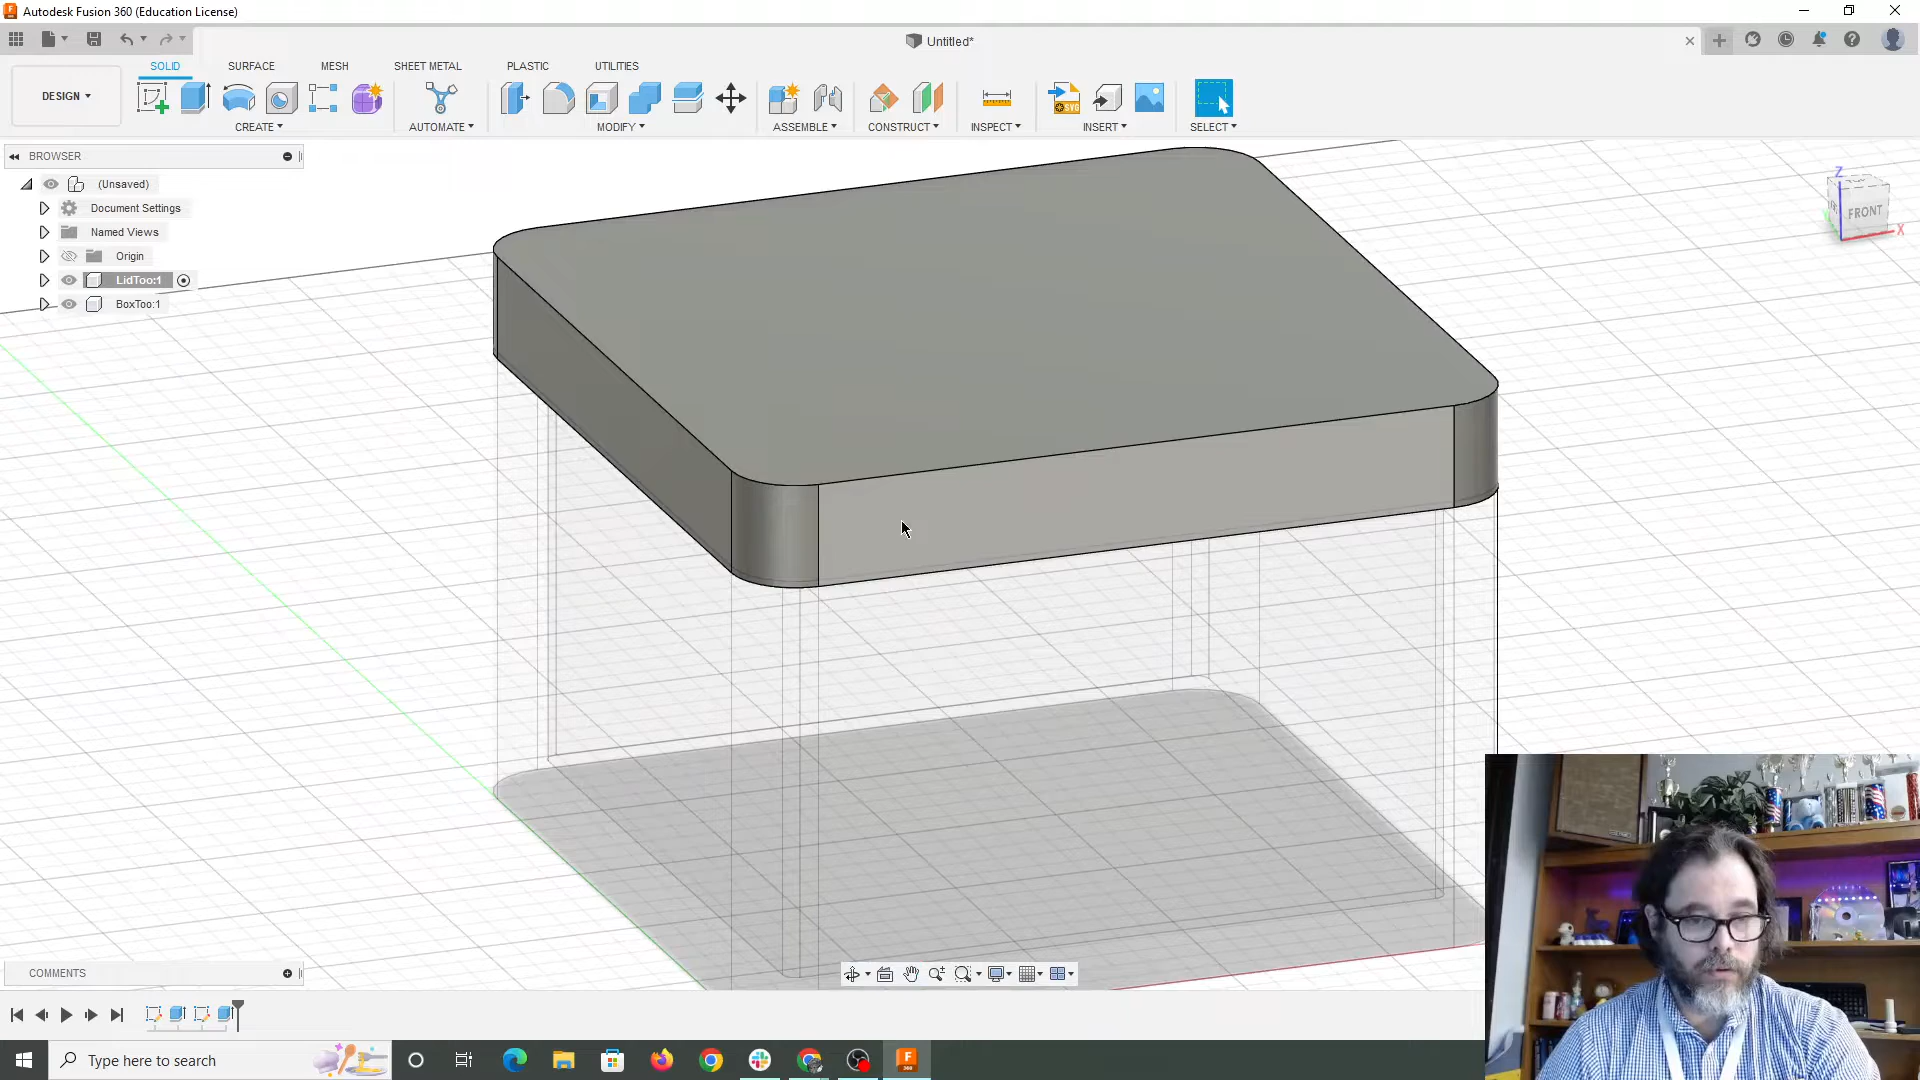 Autodesk Fusion 360 (Education License)
Untitled*
SOLID
SURFACE
MESH
SHEET METAL
PLASTIC
UTILITIES
DESIGN
CREATE
AUTOMATE
MODIFY
ASSEMBLE
CONSTRUCT
INSPECT
INSERT
SELECT
SVG
BROWSER
(Unsaved)
Document Settings
Named Views
Origin
LidToo:1
BoxToo:1
Z
FRONT
X
COMMENTS
Type here to search
F
360